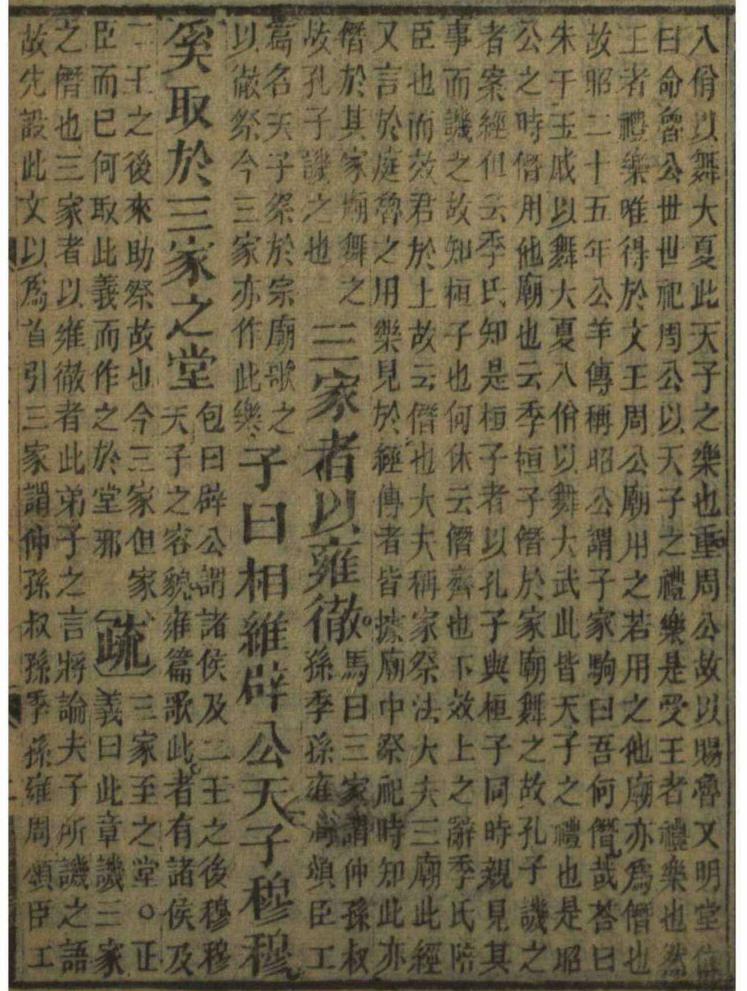 八佾以舞大夏此天子之樂也重周公故以賜魯又明堂位
曰命魯公世世祀周公以天子之禮樂是受王者禮樂也然
王者禮樂唯得於文王周公廟用之若用之他廟亦爲僭也
故昭二十五年公羊傳稱昭公謂子家駒曰吾何僭哉荅曰
朱干玉戚以舞大夏八佾以舞大武此皆天子之禮也是昭
公之時僭用他廟也云季桓子僭於家廟舞之故孔子譏之
者案經但云季氏知是桓子者以孔子與桓子同時親見其
事而譏之故知桓子也何休云僭齊也下效上之辭季氏陪
臣也而效君於上故云僭也大夫稱家祭法大夫三廟此經
又言於庭魯之用樂見於經傳者皆據廟中祭祀時知此亦
僭於其家廟舞之
故孔子譏之也
三家者以雍徹
馬曰三家謂仲孫叔
孫季孫雍周頌臣工
篇名天子祭於宗廟歌之
以徹祭今三家亦作此樂
子曰相維辟公天子穆穆
奚取於三家之堂
包曰辟公謂諸侯及二王之後穆穆
天子之容貌雍篇歌此者有諸侯及
二王之後來助祭故也今三家但家
臣而已何取此義而作之於堂邪
疏
三家至之堂○正
義曰此章譏三家
之僭也三家者以雍徹者此弟子之言將論夫子所譏之語
故先設此文以爲首引三家謂仲孫叔孫季孫雍周頌臣工